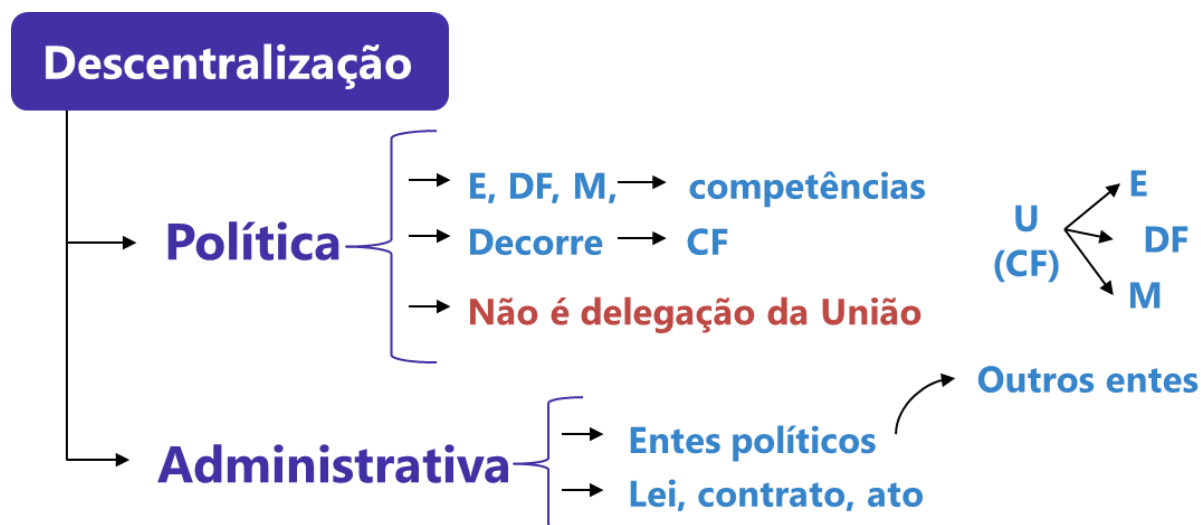 Descentralização
Política
E, DF, M, competências
Decorre CF
Não é delegação da União
U
(CF)
E
DF
M
Administrativa
Entes políticos
Outros entes
Lei, contrato, ato